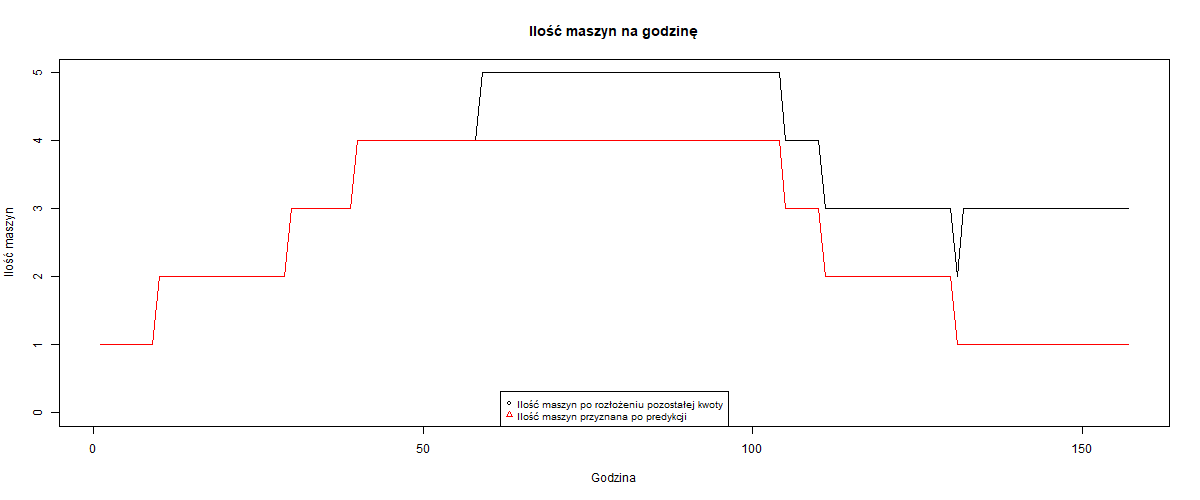 Ilość maszyn na godzinę
Ilość maszyn
5
4
3
2
1
0
Ilość maszyn po rozłożeniu pozostałej kwoty
Ilość maszyn przyznana po predykcji
0 50 100 150
Godzina